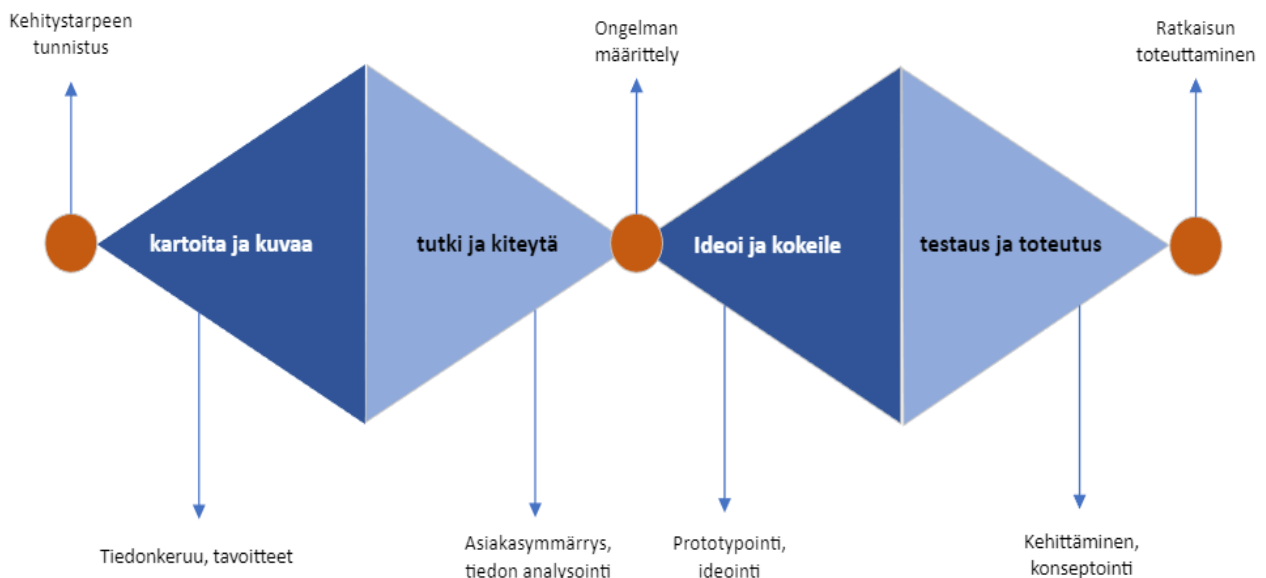 Kehitystarpeen
tunnistus
Ongelman
määrittely
Ratkaisun
toteuttaminen
kartoita ja kuvaa
tutki ja kiteytä
Ideoi ja kokeile
testaus ja toteutus
Tiedonkeruu, tavoitteet
Asiakasymmärrys,
tiedon analysointi
Prototypointi,
ideointi
Kehittäminen,
konseptointi